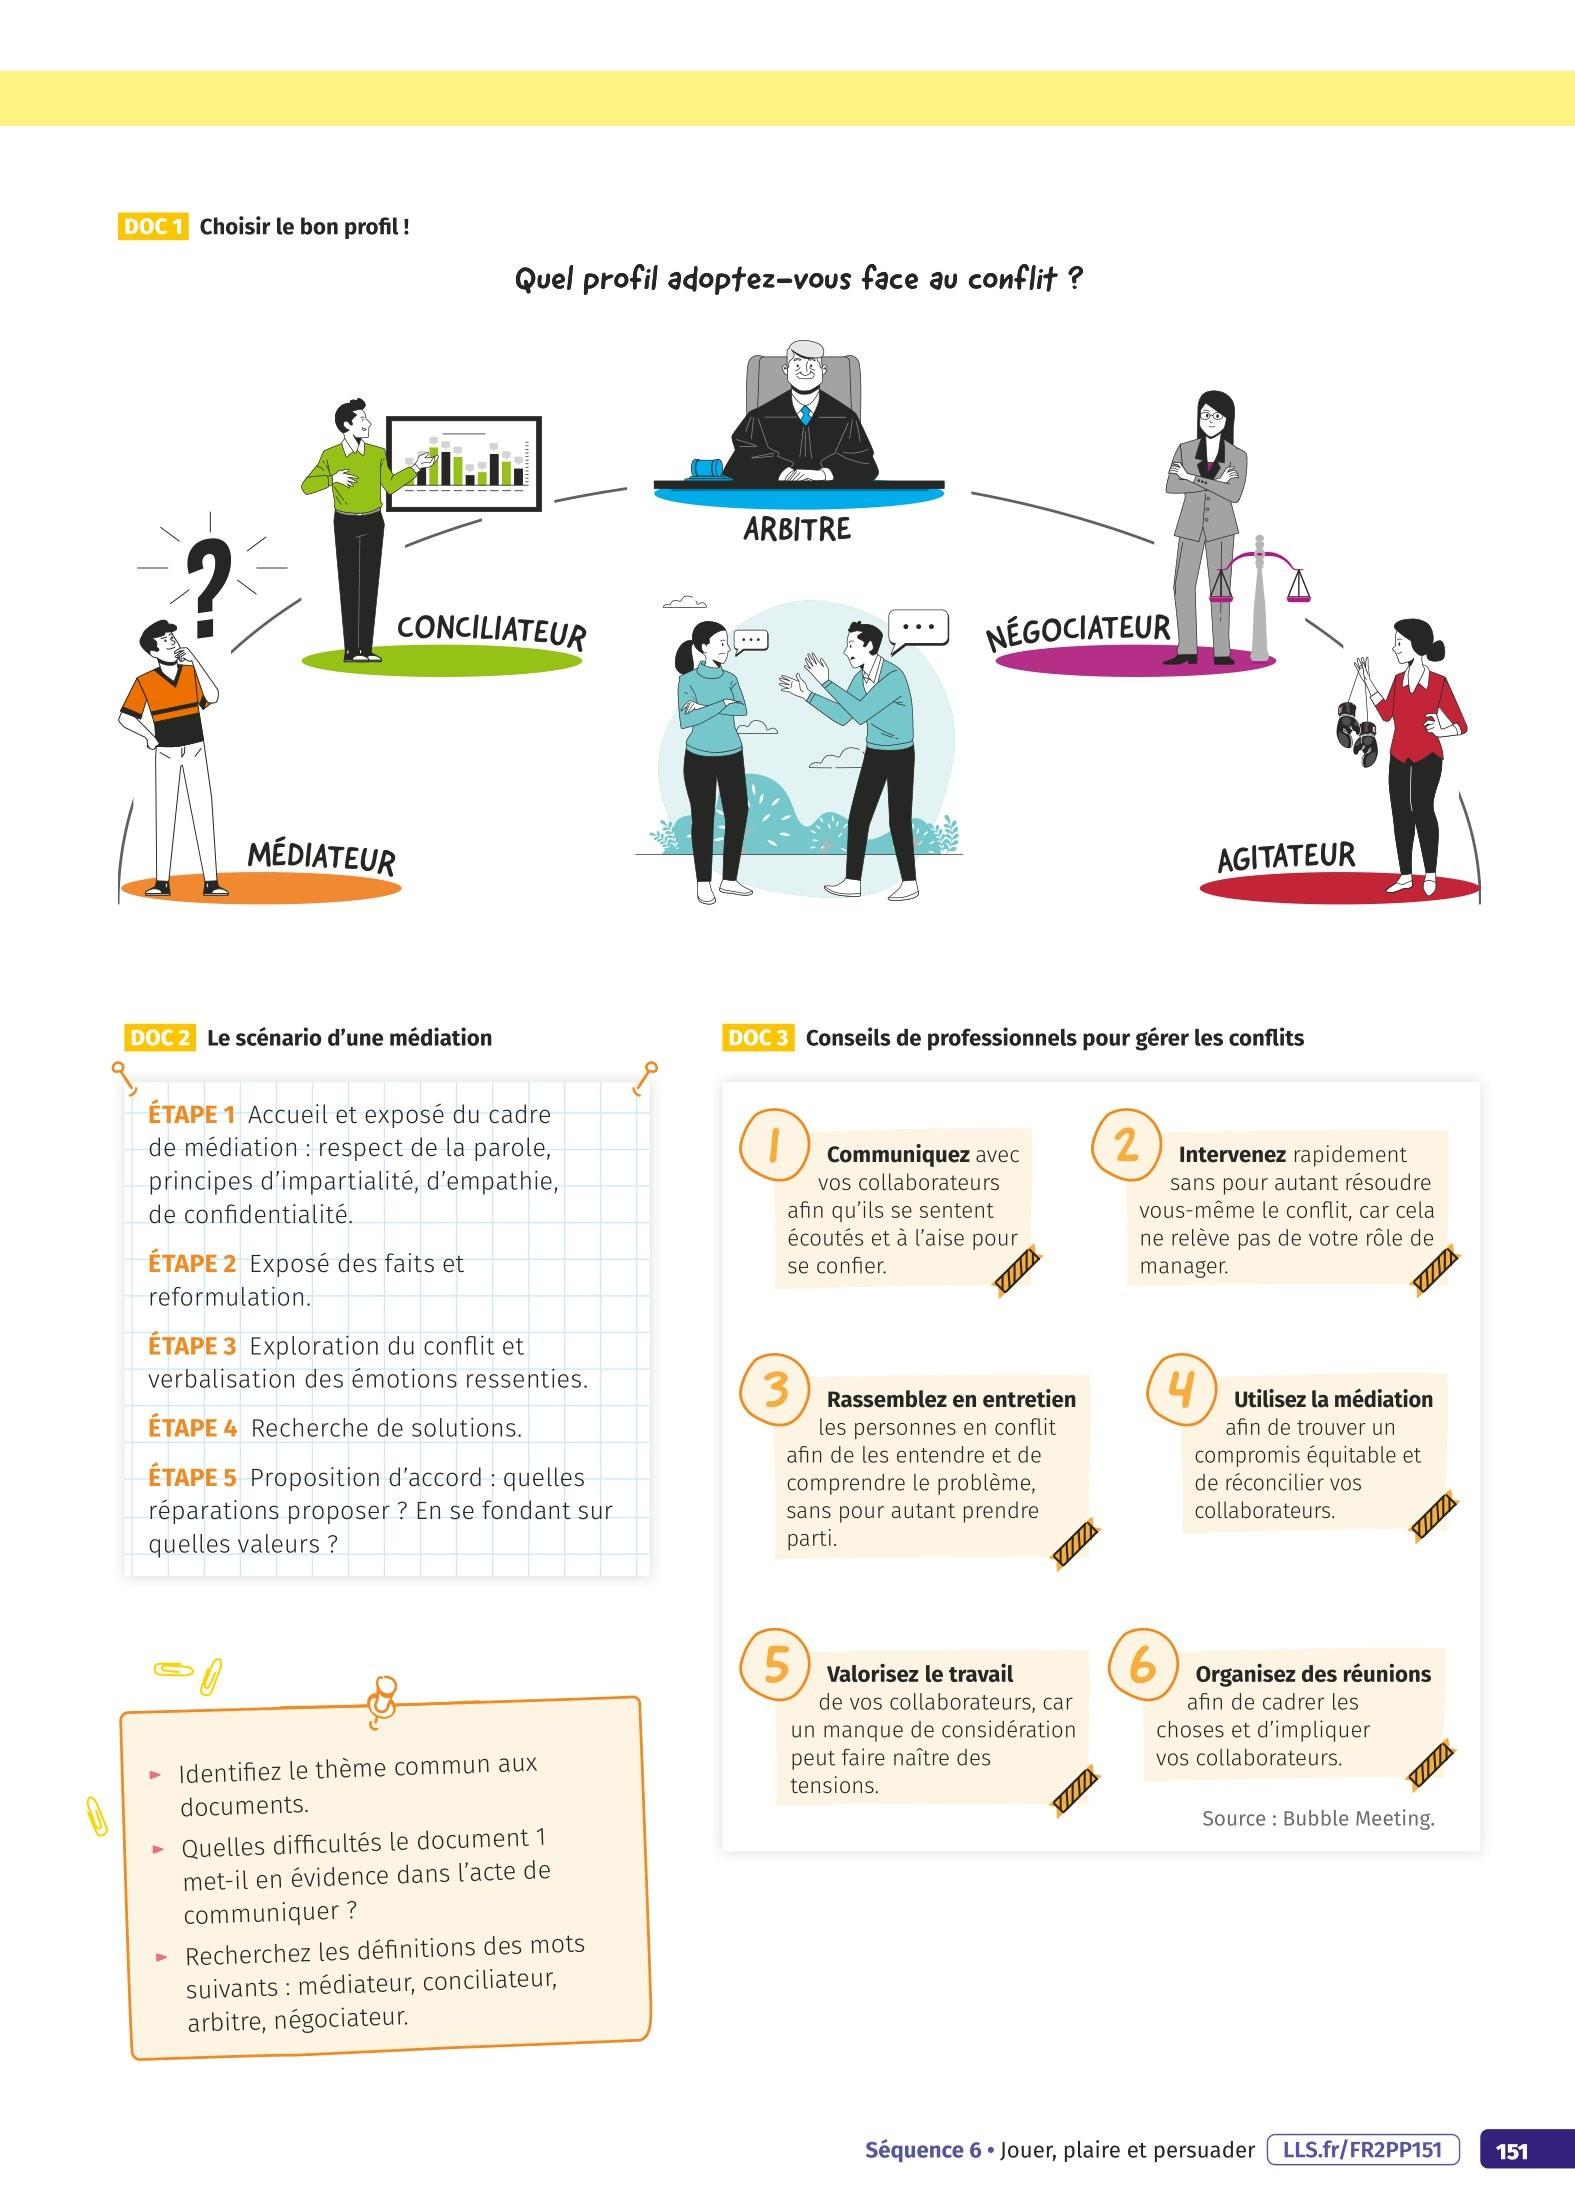 DOC 1 Choisir le bon profil !
Quel profil adoptez-vous face au conflit ?
ARBITRE
CONCILIATEUR
NÉGOCIATEUR
MÉDIATEUR
AGITATEUR
DOC 2 Le scénario d'une médiation
ÉTAPE 1 Accueil et exposé du cadre
de médiation : respect de la parole,
principes d'impartialité, d'empathie,
de confidentialité.
ÉTAPE 2 Exposé des faits et
reformulation.
ÉTAPE 3 Exploration du conflit et
verbalisation des émotions ressenties.
ÉTAPE 4 Recherche de solutions.
ÉTAPE 5 Proposition d'accord : quelles
réparations proposer ? En se fondant sur
quelles valeurs ?
► Identifiez le thème commun aux
documents.
► Quelles difficultés le document 1
met-il en évidence dans l'acte de
communiquer ?
► Recherchez les définitions des mots
suivants : médiateur, conciliateur,
arbitre, négociateur.
DOC 3 Conseils de professionnels pour gérer les conflits
1 Communiquez avec
vos collaborateurs
afin qu'ils se sentent
écoutés et à l'aise pour
se confier.
2 Intervenez rapidement
sans pour autant résoudre
vous-même le conflit, car cela
ne relève pas de votre rôle de
manager.
3 Rassemblez en entretien
les personnes en conflit
afin de les entendre et de
comprendre le problème,
sans pour autant prendre
parti.
4 Utilisez la médiation
afin de trouver un
compromis équitable et
de réconcilier vos
collaborateurs.
5 Valorisez le travail
de vos collaborateurs, car
un manque de considération
peut faire naître des
tensions.
6 Organisez des réunions
afin de cadrer les
choses et d'impliquer
vos collaborateurs.
Source : Bubble Meeting.
Séquence 6 • Jouer, plaire et persuader LLS.fr/FR2PP151 151